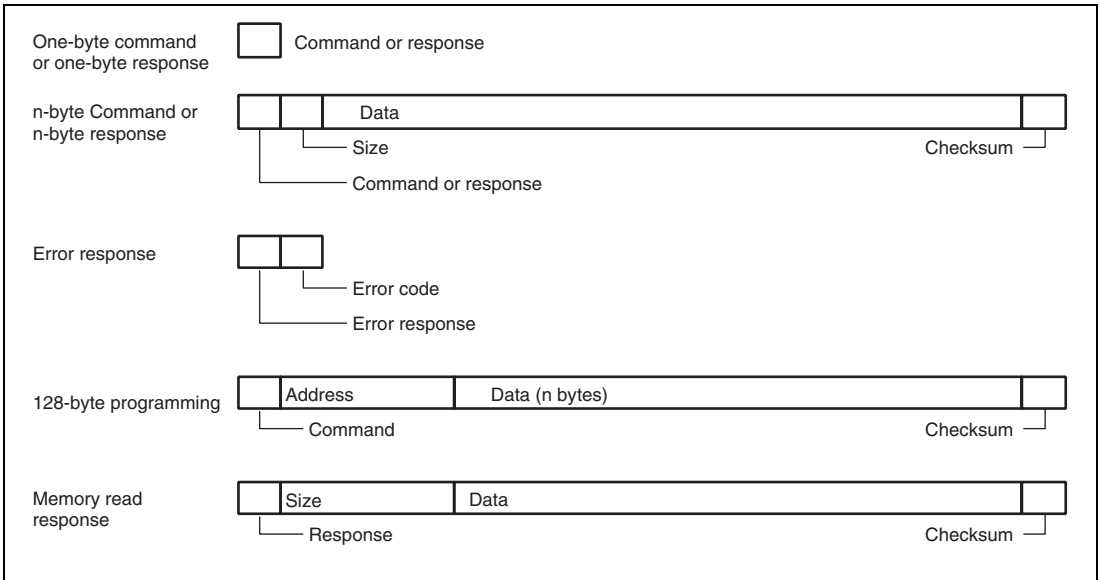 One-byte command
or one-byte response
Command or response
n-byte Command or
n-byte response
Data
Size
Checksum
Command or response
Error response
Error code
Error response
128-byte programming
Address
Data (n bytes)
Command
Checksum
Memory read
response
Size
Data
Response
Checksum